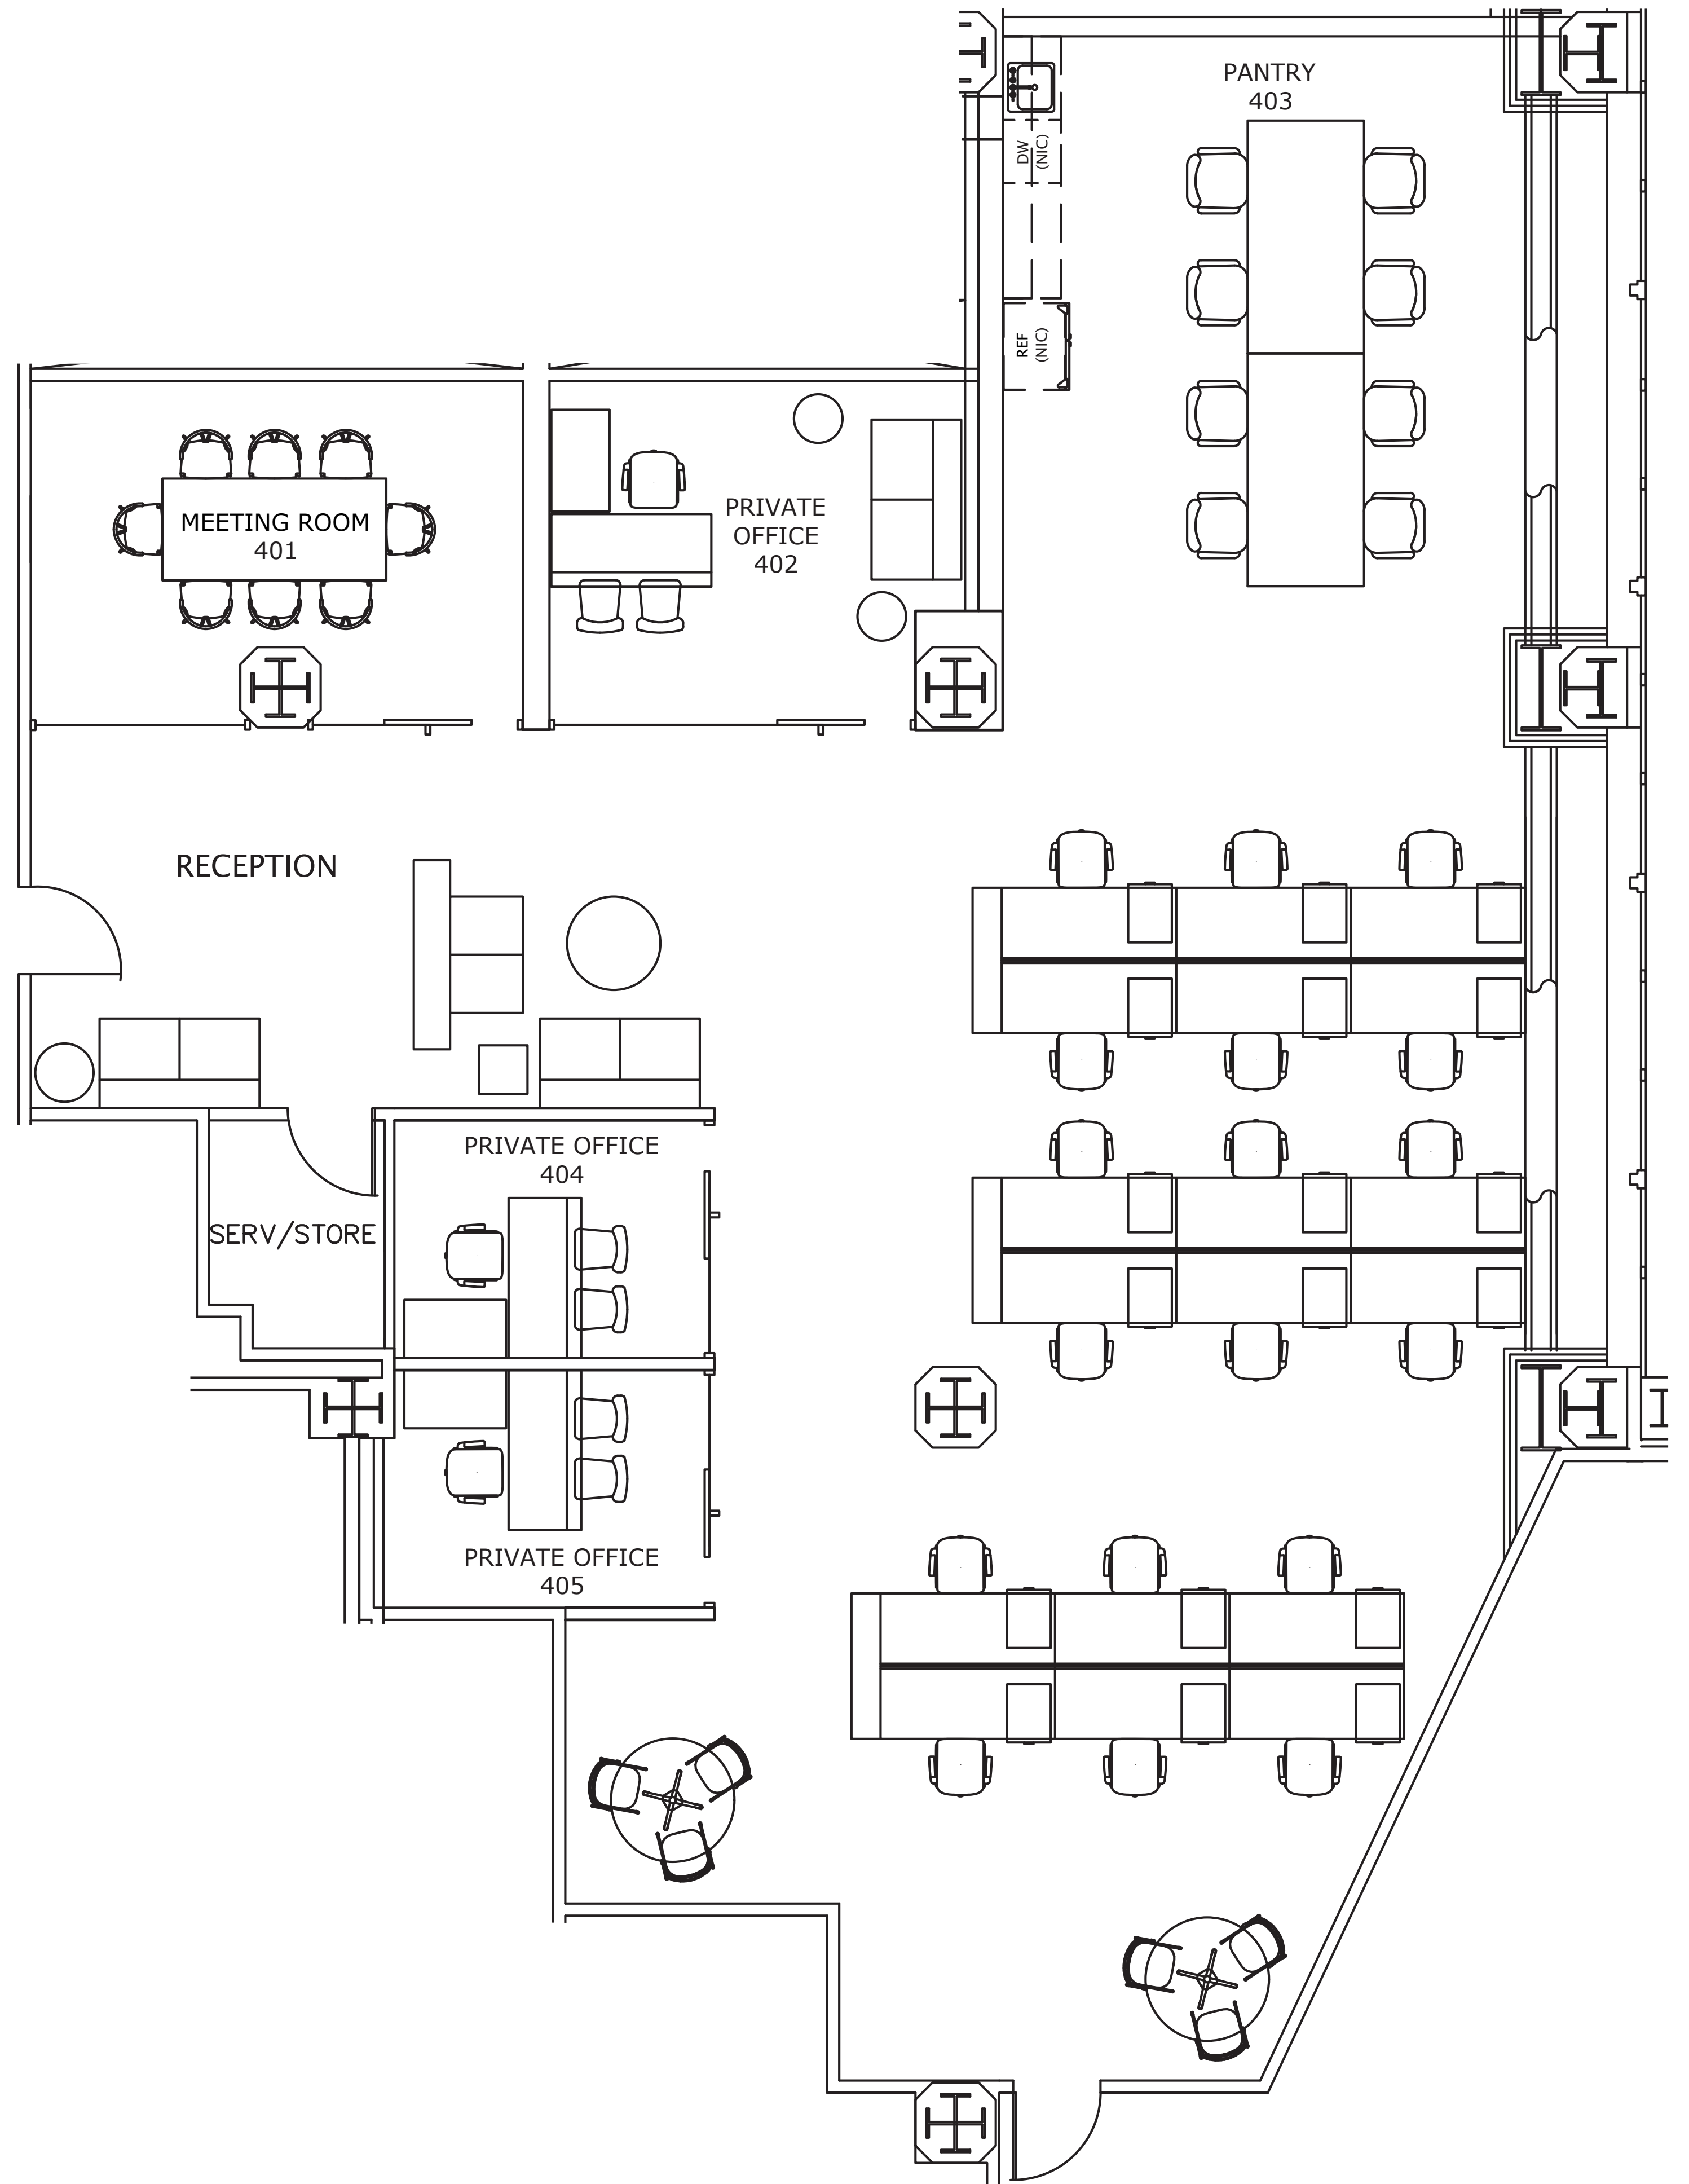 PANTRY
403
DW
(NIC)
REF
(NIC)
MEETING ROOM
401
PRIVATE
OFFICE
402
RECEPTION
PRIVATE OFFICE
404
SERV/STORE
PRIVATE OFFICE
405